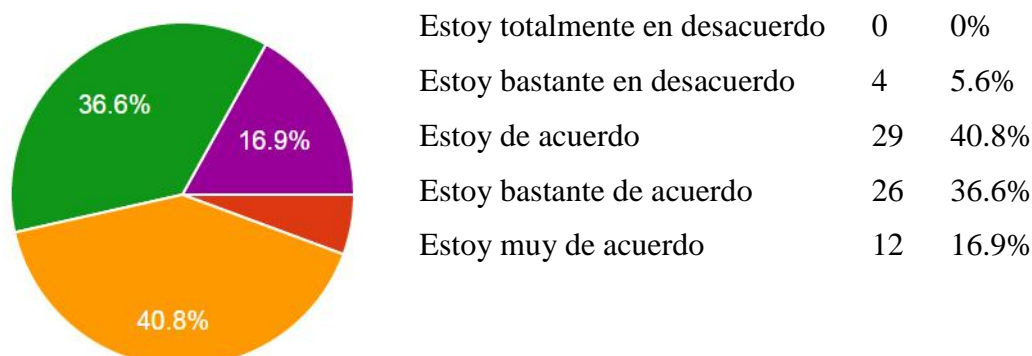 36.6%
16.9%
40.8%
Estoy totalmente en desacuerdo 0 0%
Estoy bastante en desacuerdo 4 5.6%
Estoy de acuerdo 29 40.8%
Estoy bastante de acuerdo 26 36.6%
Estoy muy de acuerdo 12 16.9%